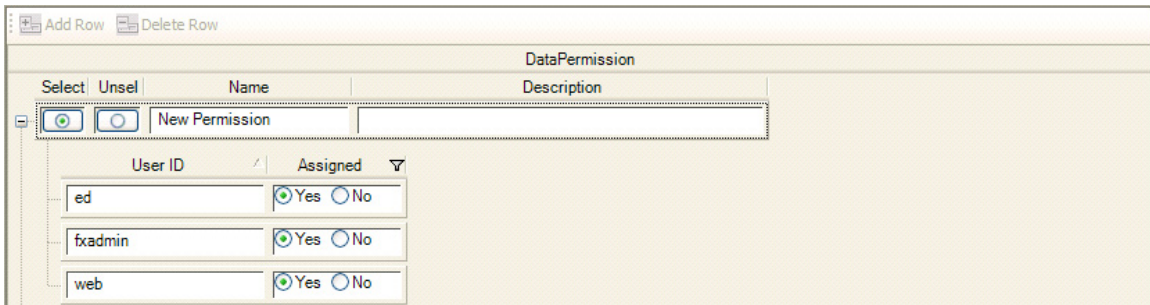 Add Row Delete Row
DataPermission
Select Unsel Name Description
New Permission
User ID Assigned
ed Yes No
fxadmin Yes No
web Yes No